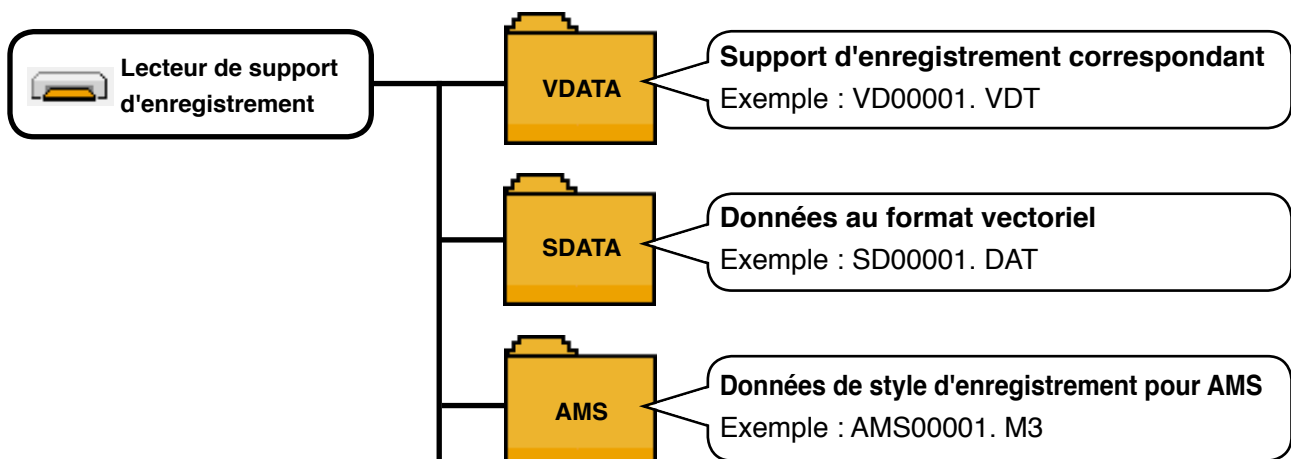 Lecteur de support
d'enregistrement
VDATA
Support d'enregistrement correspondant
Exemple : VD00001. VDT
SDATA
Données au format vectoriel
Exemple : SD00001. DAT
AMS
Données de style d'enregistrement pour AMS
Exemple : AMS00001. M3